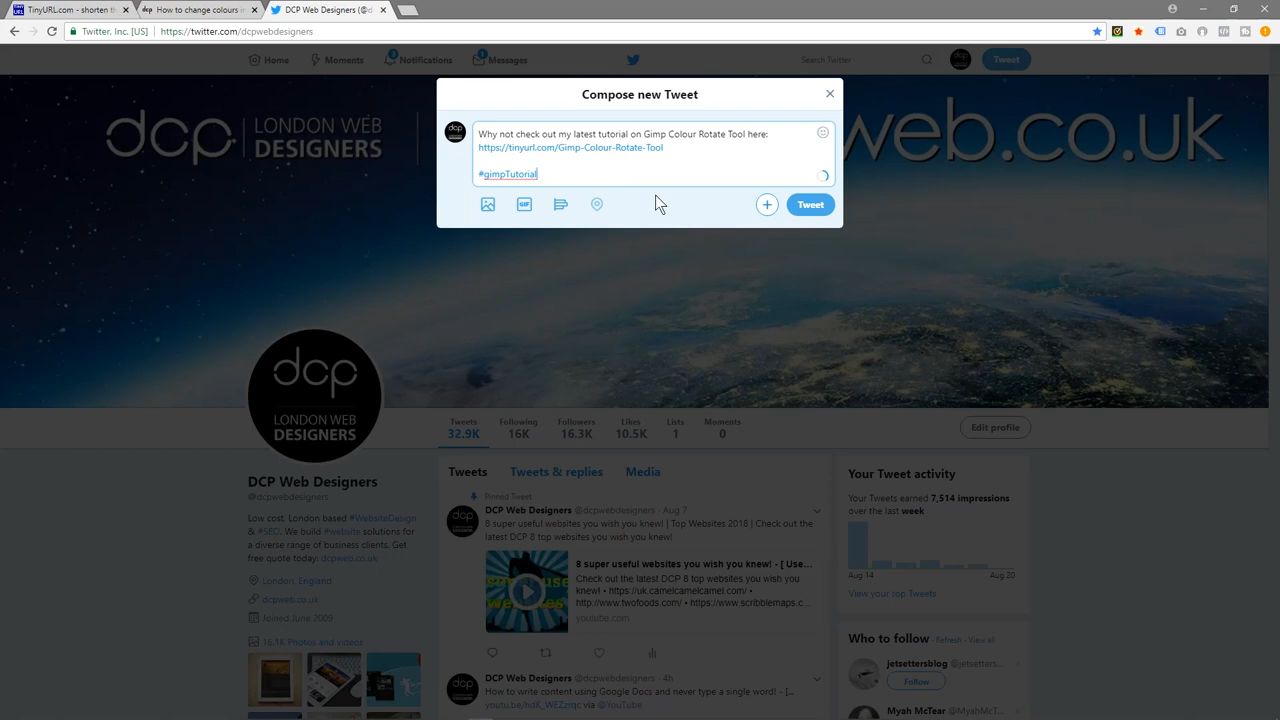 TinyURL.com - shorten th
dcp How to change colours in
DCP Web Designers (@d
Twitter, Inc. [US] https://twitter.com/dcpwebdesigners
Home Moments Notifications Messages Search Twitter Tweet
dcp LONDON WEB
DESIGNERS
web.co.uk
Compose new Tweet
dcp
Why not check out my latest tutorial on Gimp Colour Rotate Tool here:
https://tinyurl.com/Gimp-Colour-Rotate-Tool
#gimpTutorial
GIF
Tweet
dcp
LONDON WEB
DESIGNERS
Tweets Following Followers Likes Lists Moments
32.9K 16K 16.3K 10.5K 1 0
Edit profile
DCP Web Designers
@dcpwebdesigners
Low cost, London based #WebsiteDesign
& #SEO. We build #website solutions for
a diverse range of business clients. Get
free quote today: dcpweb.co.uk
London, England
dcpweb.co.uk
Joined June 2009
16.1K Photos and videos
Tweets Tweets & replies Media
Pinned Tweet
DCP Web Designers @dcpwebdesigners · Aug 7
8 super useful websites you wish you knew! | Top Websites 2018 | Check out the
latest DCP 8 top websites you wish you knew!
8 super useful websites you wish you knew! - [ Use...
Check out the latest DCP 8 top websites you wish you
knew! • https://uk.camelcamelcamel.com/ •
http://www.twofoods.com/ • https://www.scribblemaps.c...
youtube.com
DCP Web Designers @dcpwebdesigners · 4h
How to write content using Google Docs and never type a single word! - [...
youtu.be/hdK_WEZzrqc via @YouTube
Your Tweet activity
Your Tweets earned 7,514 impressions
over the last week
Aug 14 Aug 20
View your top Tweets
Who to follow · Refresh · View all
jetsettersblog @jetsetters...
Follow
Myah McTear @MyahMcT...